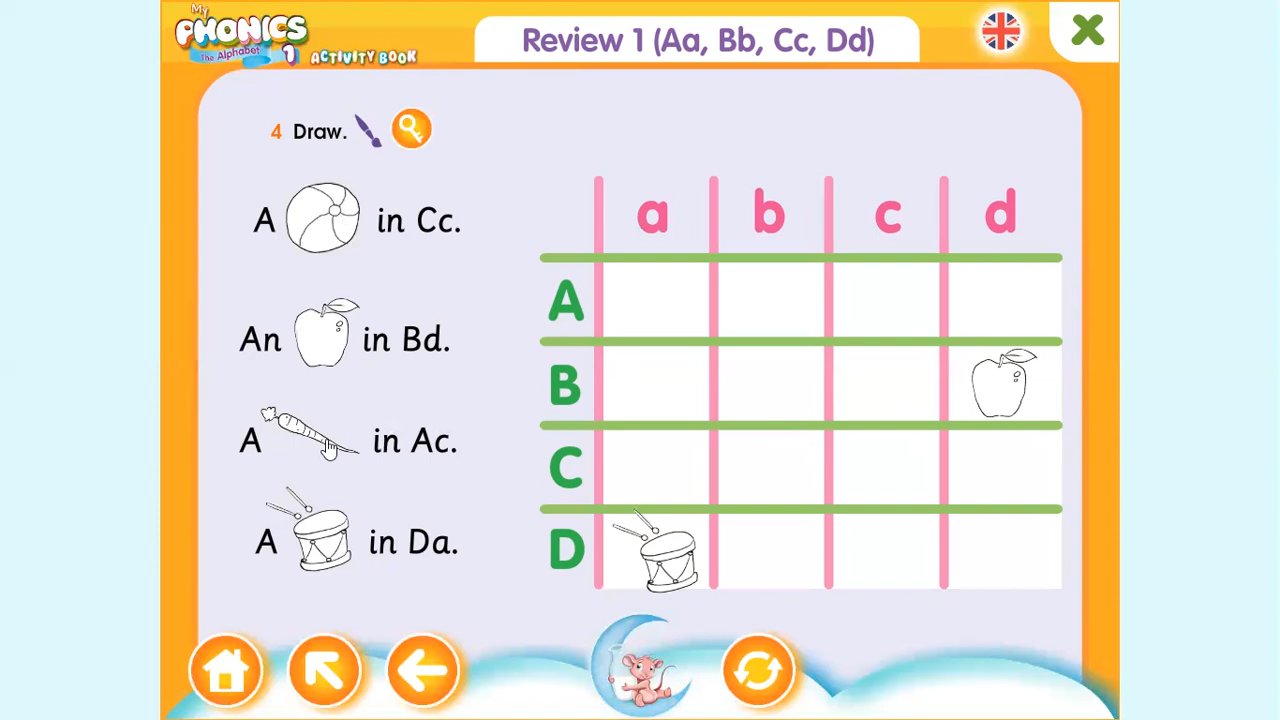 My
PHONICS
The Alphabet 1 ACTIVITY BOOK
Review 1 (Aa, Bb, Cc, Dd)
4 Draw.
A in Cc.
An in Bd.
A in Ac.
A in Da.
a b c d
A
B
C
D